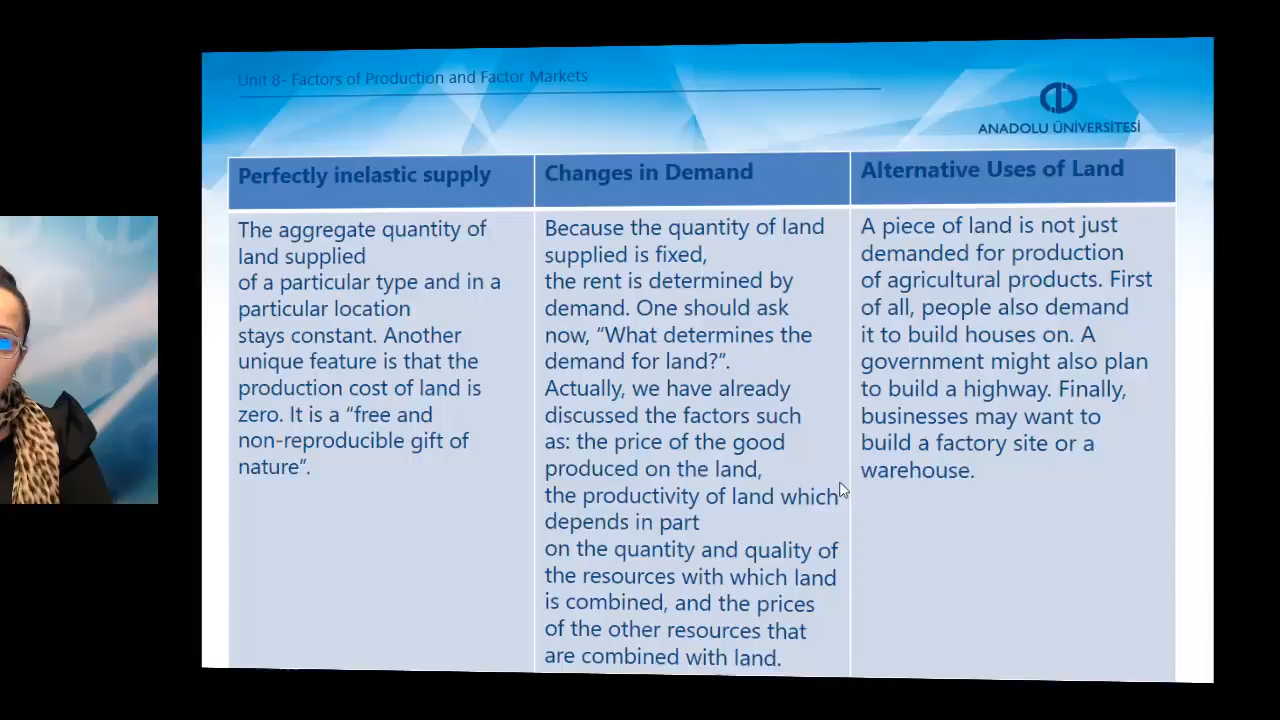 Unit 8- Factors of Production and Factor Markets
ANADOLU ÜNİVERSİTESİ
Perfectly inelastic supply
The aggregate quantity of
land supplied
of a particular type and in a
particular location
stays constant. Another
unique feature is that the
production cost of land is
zero. It is a “free and
non-reproducible gift of
nature”.
Changes in Demand
Because the quantity of land
supplied is fixed,
the rent is determined by
demand. One should ask
now, “What determines the
demand for land?”.
Actually, we have already
discussed the factors such
as: the price of the good
produced on the land,
the productivity of land which
depends in part
on the quantity and quality of
the resources with which land
is combined, and the prices
of the other resources that
are combined with land.
Alternative Uses of Land
A piece of land is not just
demanded for production
of agricultural products. First
of all, people also demand
it to build houses on. A
government might also plan
to build a highway. Finally,
businesses may want to
build a factory site or a
warehouse.